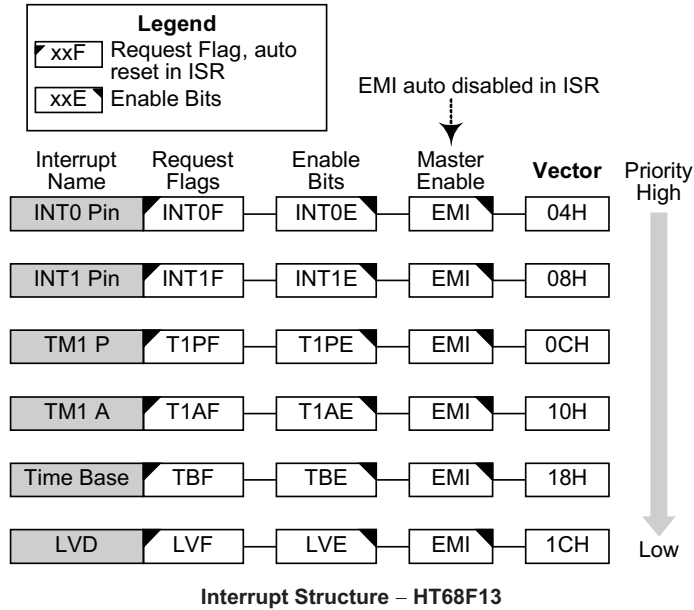 Legend
xxF Request Flag, auto
reset in ISR
xxE Enable Bits
EMI auto disabled in ISR
Interrupt Name Request Flags Enable Bits Master Enable Vector Priority
High
INT0 Pin INT0F INT0E EMI 04H
INT1 Pin INT1F INT1E EMI 08H
TM1 P T1PF T1PE EMI 0CH
TM1 A T1AF T1AE EMI 10H
Time Base TBF TBE EMI 18H
LVD LVF LVE EMI 1CH Low
Interrupt Structure – HT68F13